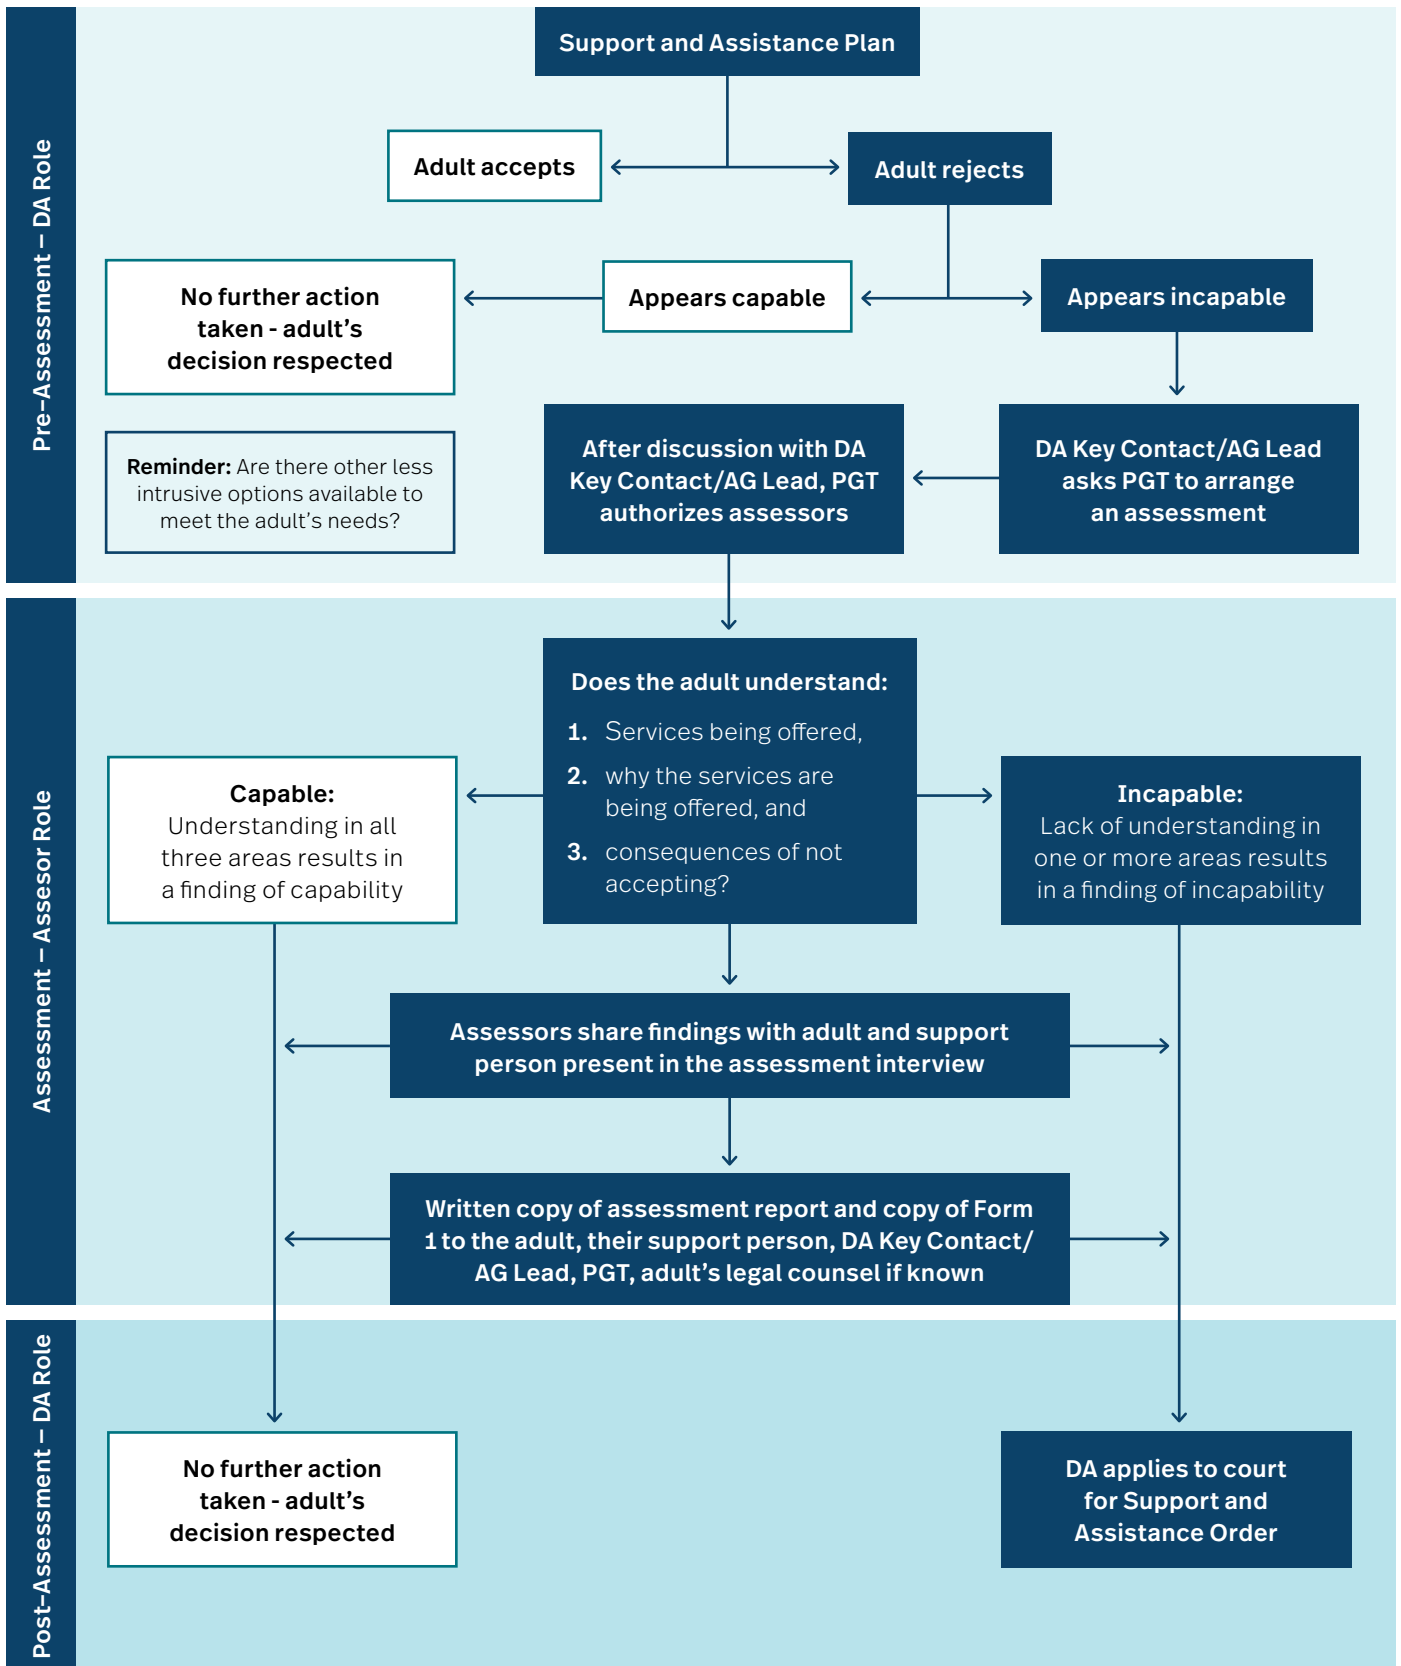 Pre-Assessment – DA Role
Support and Assistance Plan
Adult accepts
Adult rejects
No further action
taken - adult's
decision respected
Appears capable
Appears incapable
Reminder: Are there other less
intrusive options available to
meet the adult's needs?
After discussion with DA
Key Contact/AG Lead, PGT
authorizes assessors
DA Key Contact/AG Lead
asks PGT to arrange
an assessment
Assessment – Assesor Role
Does the adult understand:
1. Services being offered,
2. why the services are
being offered, and
3. consequences of not
accepting?
Capable:
Understanding in all
three areas results in
a finding of capability
Incapable:
Lack of understanding in
one or more areas results
in a finding of incapability
Assessors share findings with adult and support
person present in the assessment interview
Written copy of assessment report and copy of Form
1 to the adult, their support person, DA Key Contact/
AG Lead, PGT, adult's legal counsel if known
Post-Assessment – DA Role
No further action
taken - adult's
decision respected
DA applies to court
for Support and
Assistance Order